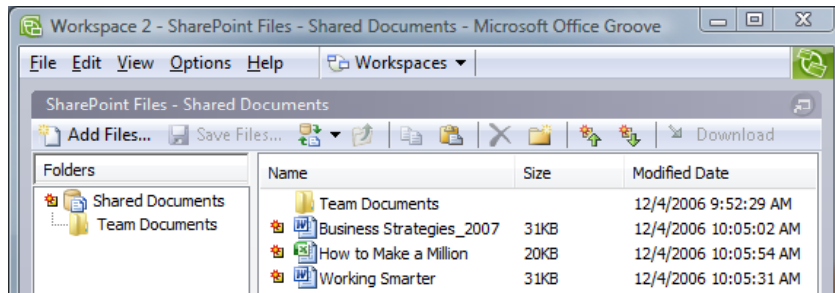 Workspace 2 - SharePoint Files - Shared Documents - Microsoft Office Groove
File Edit View Options Help Workspaces
SharePoint Files - Shared Documents
Add Files... Save Files... Download
Folders Name Size Modified Date
Shared Documents Team Documents 12/4/2006 9:52:29 AM
Team Documents Business Strategies_2007 31KB 12/4/2006 10:05:02 AM
How to Make a Million 20KB 12/4/2006 10:05:54 AM
Working Smarter 31KB 12/4/2006 10:05:31 AM